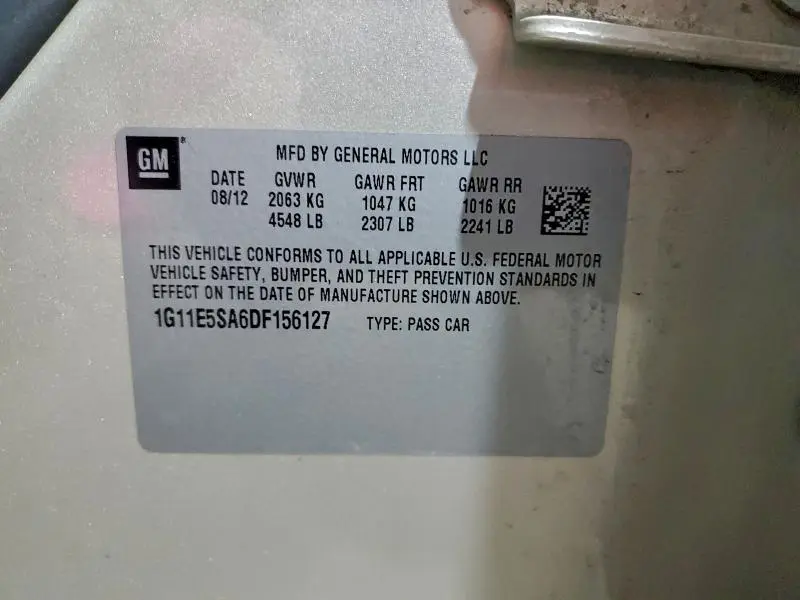 GM®
MFD BY GENERAL MOTORS LLC
DATE GVWR GAWR FRT GAWR RR
08/12 2063 KG 1047 KG 1016 KG
4548 LB 2307 LB 2241 LB
THIS VEHICLE CONFORMS TO ALL APPLICABLE U.S. FEDERAL MOTOR
VEHICLE SAFETY, BUMPER, AND THEFT PREVENTION STANDARDS IN
EFFECT ON THE DATE OF MANUFACTURE SHOWN ABOVE.
1G11E5SA6DF156127 TYPE: PASS CAR